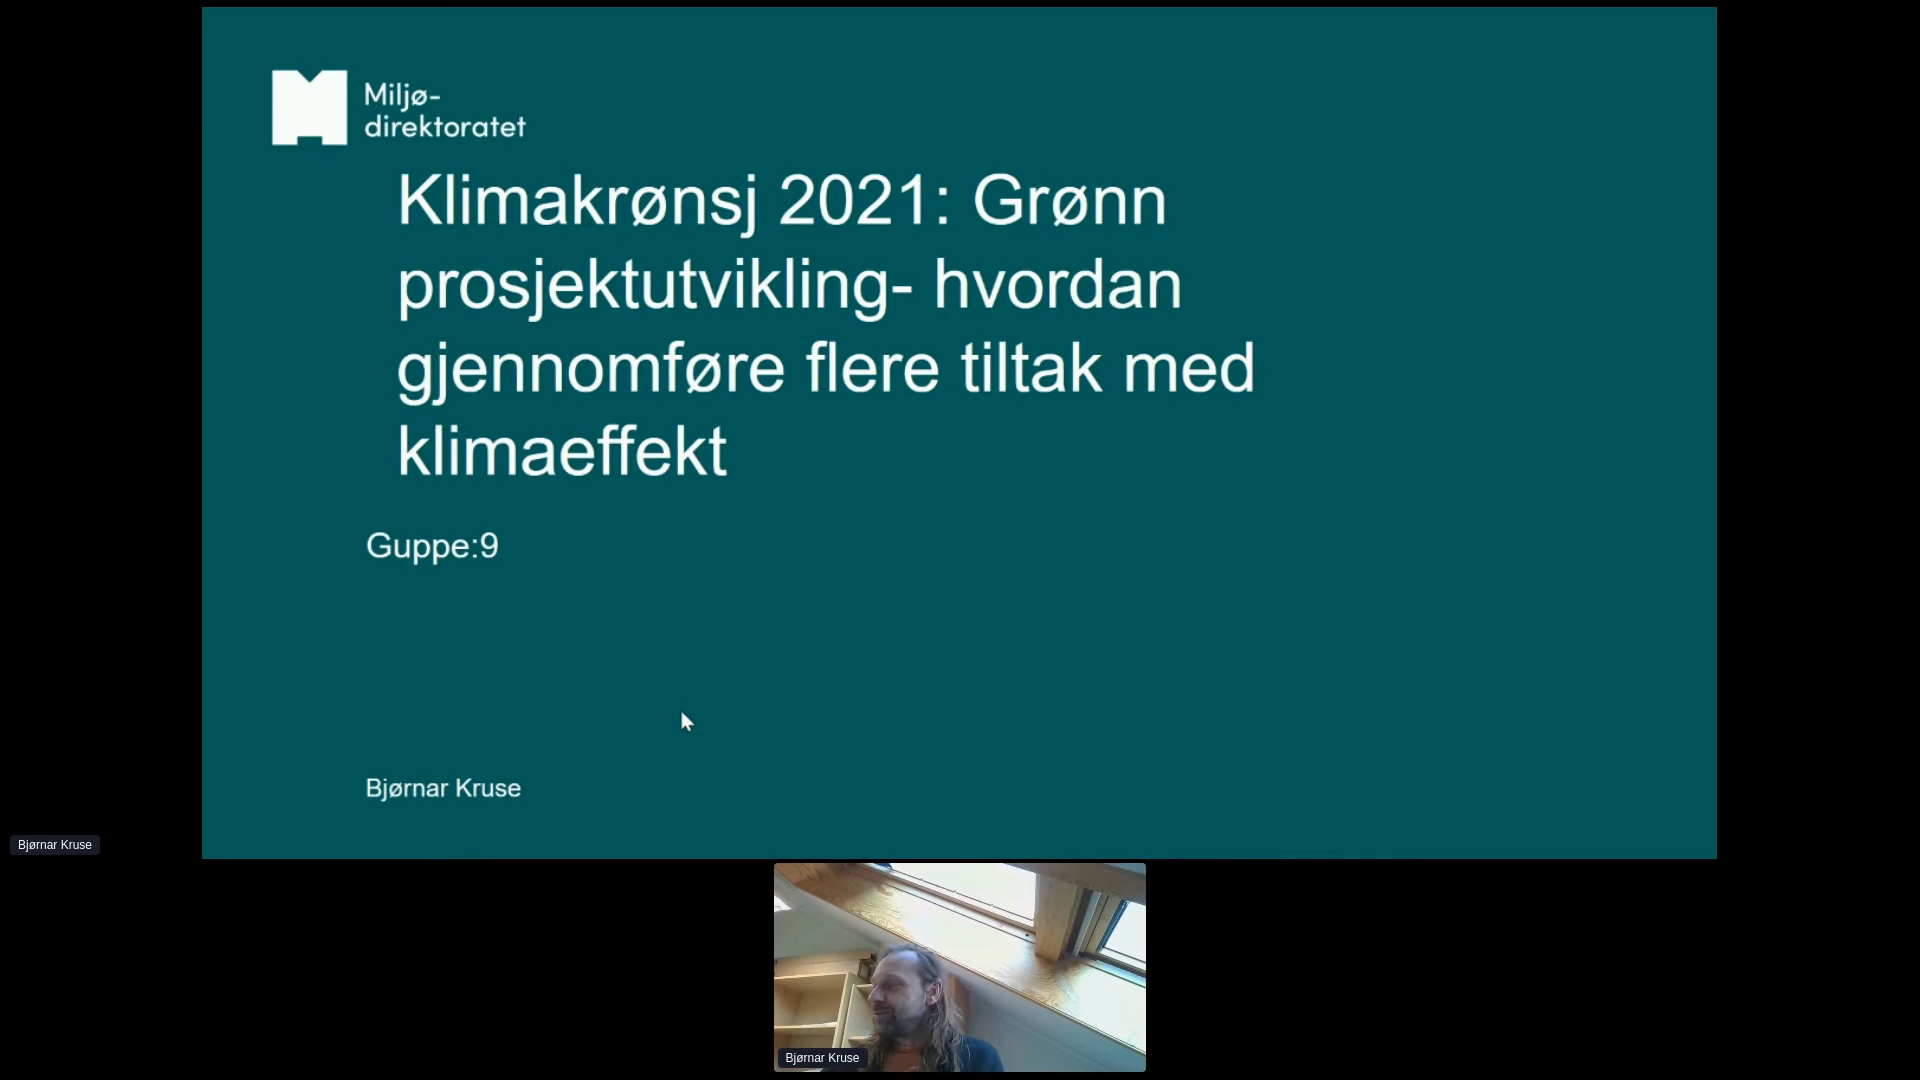 Miljø-
direktoratet
Klimakrønsj 2021: Grønn
prosjektutvikling- hvordan
gjennomføre flere tiltak med
klimaeffekt
Guppe:9
Bjørnar Kruse
Bjørnar Kruse
Bjørnar Kruse